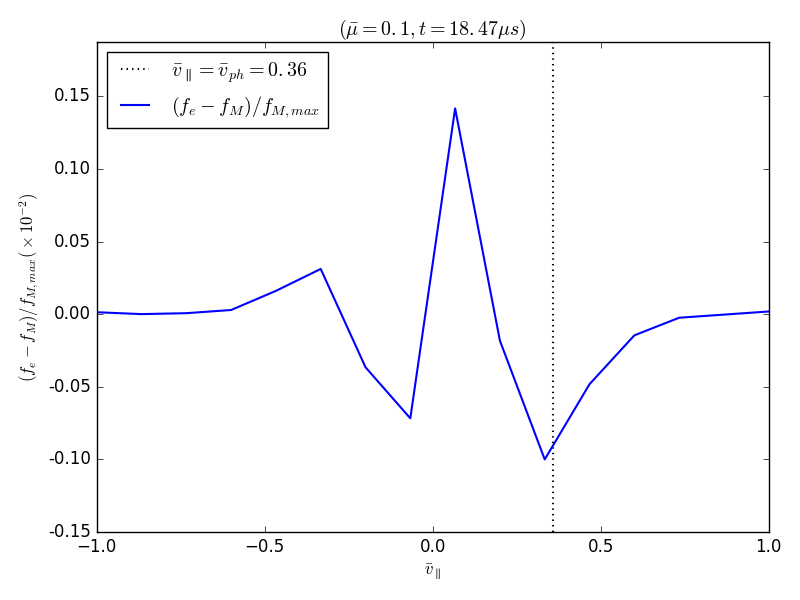 (μ̄ = 0.1, t = 18.47μs)
v̄∥ = v̄ph = 0.36
(fe − fM)/fM,max
0.15
0.10
0.05
0.00
-0.05
-0.10
-0.15
(fe − fM)/fM,max(×10⁻²)
−1.0 −0.5 0.0 0.5 1.0
v̄∥